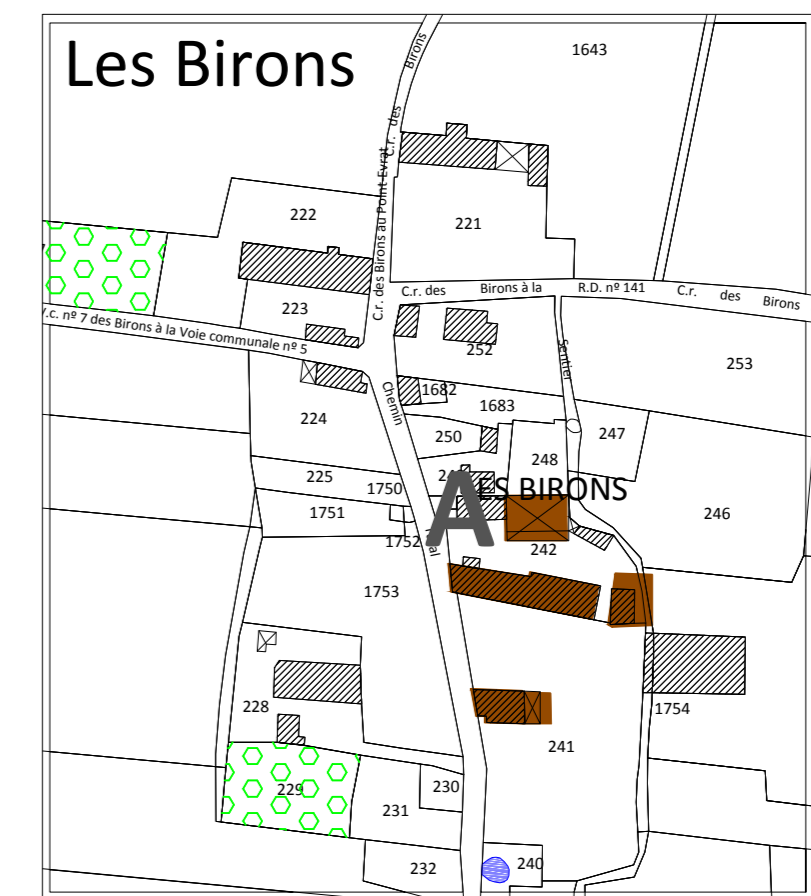 Les Birons
1643
C.r. des Birons
222
221
C.r. des Birons au Point Evrat
C.r. des Birons à la R.D. nº 141
C.r. des Birons
223
V.c. nº 7 des Birons à la Voie communale nº 5
252
Sentier
253
1682
Chemin
1683
224
250
247
248
225
1750
LES BIRONS
246
1751
A
1752
242
1753
228
1754
241
229
230
231
232
240